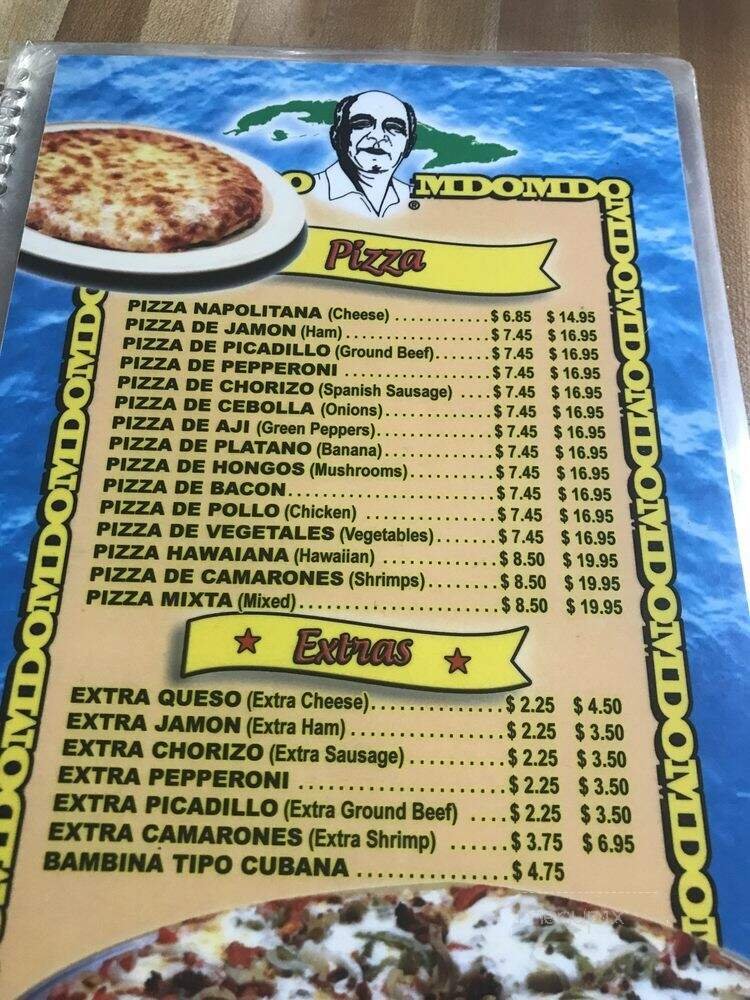 O MDOMDO
®
Pizza
PIZZA NAPOLITANA (Cheese) ............ $ 6.85 $ 14.95
PIZZA DE JAMON (Ham) .................... $ 7.45 $ 16.95
PIZZA DE PICADILLO (Ground Beef)....... $ 7.45 $ 16.95
PIZZA DE PEPPERONI ..................... $ 7.45 $ 16.95
PIZZA DE CHORIZO (Spanish Sausage) .... $ 7.45 $ 16.95
PIZZA DE CEBOLLA (Onions)............... $ 7.45 $ 16.95
PIZZA DE AJI (Green Peppers)................ $ 7.45 $ 16.95
PIZZA DE PLATANO (Banana)............... $ 7.45 $ 16.95
PIZZA DE HONGOS (Mushrooms)........... $ 7.45 $ 16.95
PIZZA DE BACON............................ $ 7.45 $ 16.95
PIZZA DE POLLO (Chicken) ................. $ 7.45 $ 16.95
PIZZA DE VEGETALES (Vegetables)....... $ 7.45 $ 16.95
PIZZA HAWAIANA (Hawaiian) .............. $ 8.50 $ 19.95
PIZZA DE CAMARONES (Shrimps)........ $ 8.50 $ 19.95
PIZZA MIXTA (Mixed)....................... $ 8.50 $ 19.95
Extras
EXTRA QUESO (Extra Cheese).............. $ 2.25 $ 4.50
EXTRA JAMON (Extra Ham) ................ $ 2.25 $ 3.50
EXTRA CHORIZO (Extra Sausage) .......... $ 2.25 $ 3.50
EXTRA PEPPERONI ...................... $ 2.25 $ 3.50
EXTRA PICADILLO (Extra Ground Beef) .... $ 2.25 $ 3.50
EXTRA CAMARONES (Extra Shrimp) ...... $ 3.75 $ 6.95
BAMBINA TIPO CUBANA ............... $ 4.75